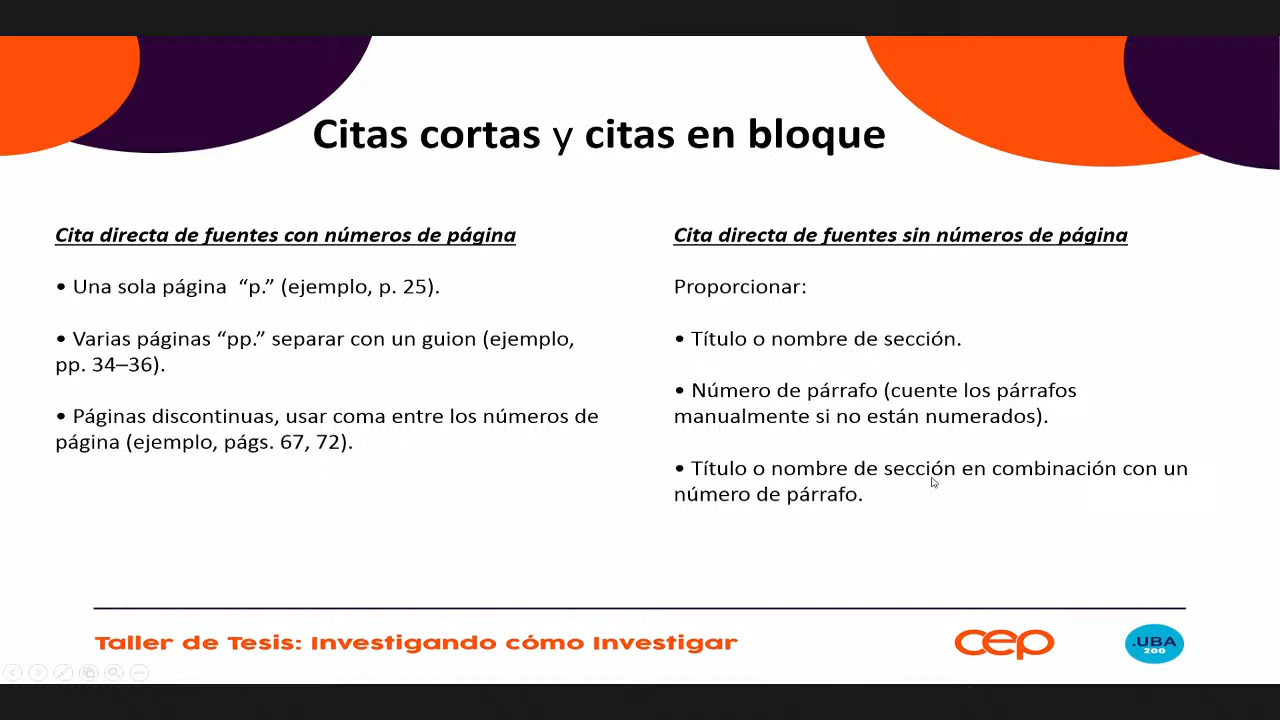 Citas cortas y citas en bloque
Cita directa de fuentes con números de página
• Una sola página “p.” (ejemplo, p. 25).
• Varias páginas “pp.” separar con un guion (ejemplo,
pp. 34–36).
• Páginas discontinuas, usar coma entre los números de
página (ejemplo, págs. 67, 72).
Cita directa de fuentes sin números de página
Proporcionar:
• Título o nombre de sección.
• Número de párrafo (cuente los párrafos
manualmente si no están numerados).
• Título o nombre de sección en combinación con un
número de párrafo.
Taller de Tesis: Investigando cómo Investigar
cep
.UBA
200